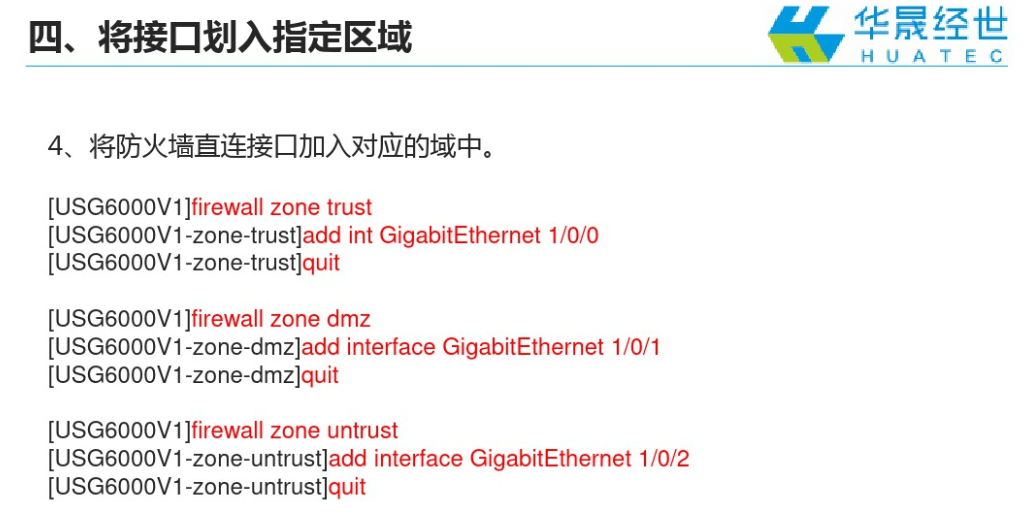 四、将接口划入指定区域
华晟经世
HUATEC
4、将防火墙直连接口加入对应的域中。
[USG6000V1]firewall zone trust
[USG6000V1-zone-trust]add int GigabitEthernet 1/0/0
[USG6000V1-zone-trust]quit
[USG6000V1]firewall zone dmz
[USG6000V1-zone-dmz]add interface GigabitEthernet 1/0/1
[USG6000V1-zone-dmz]quit
[USG6000V1]firewall zone untrust
[USG6000V1-zone-untrust]add interface GigabitEthernet 1/0/2
[USG6000V1-zone-untrust]quit